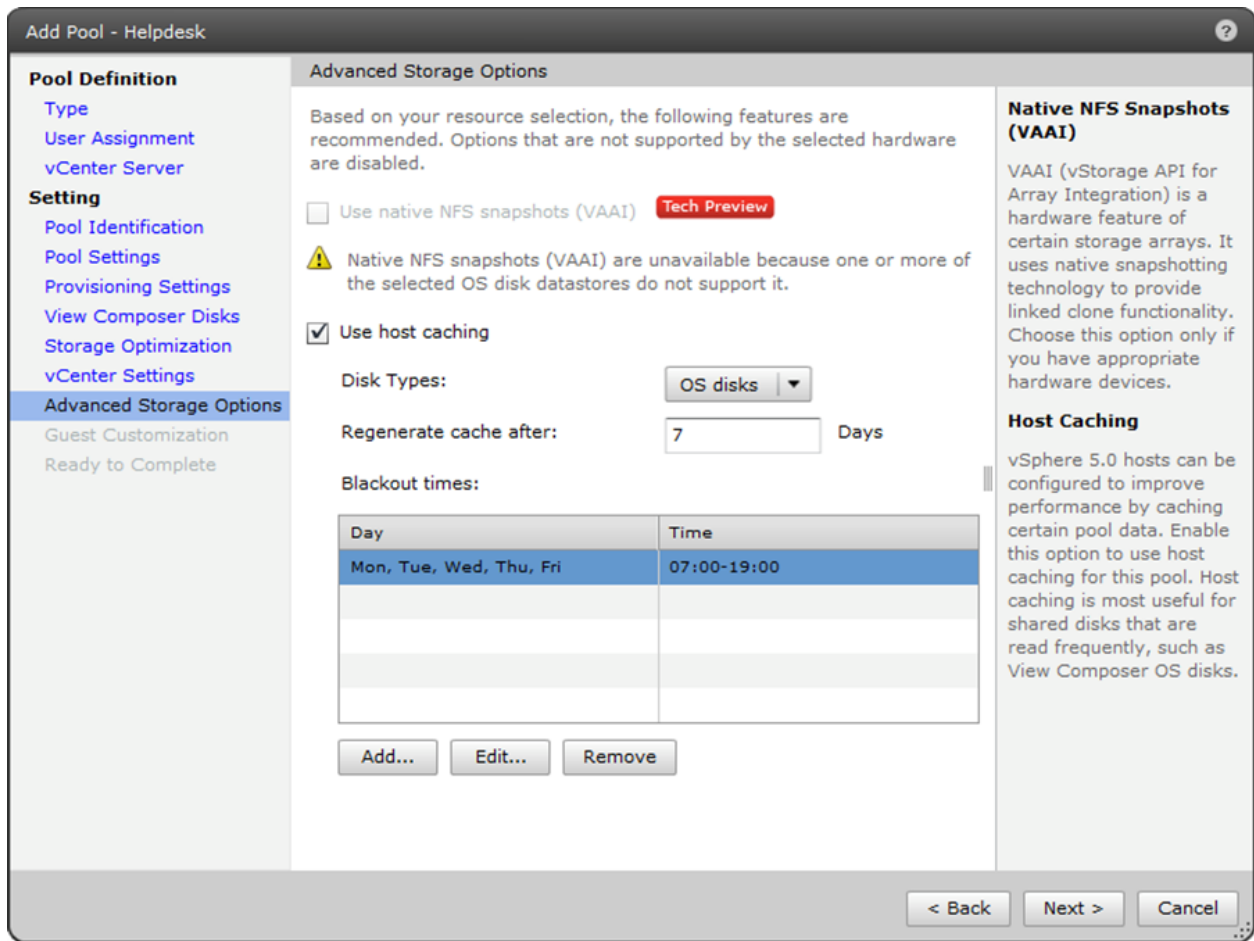 Add Pool - Helpdesk
?
Pool Definition
Type
User Assignment
vCenter Server
Setting
Pool Identification
Pool Settings
Provisioning Settings
View Composer Disks
Storage Optimization
vCenter Settings
Advanced Storage Options
Guest Customization
Ready to Complete
Advanced Storage Options
Based on your resource selection, the following features are
recommended. Options that are not supported by the selected hardware
are disabled.
Use native NFS snapshots (VAAI) Tech Preview
Native NFS snapshots (VAAI) are unavailable because one or more of
the selected OS disk datastores do not support it.
Use host caching
Disk Types: OS disks
Regenerate cache after: 7 Days
Blackout times:
Day Time
Mon, Tue, Wed, Thu, Fri 07:00-19:00
Add... Edit... Remove
Native NFS Snapshots
(VAAI)
VAAI (vStorage API for
Array Integration) is a
hardware feature of
certain storage arrays. It
uses native snapshotting
technology to provide
linked clone functionality.
Choose this option only if
you have appropriate
hardware devices.
Host Caching
vSphere 5.0 hosts can be
configured to improve
performance by caching
certain pool data. Enable
this option to use host
caching for this pool. Host
caching is most useful for
shared disks that are
read frequently, such as
View Composer OS disks.
< Back Next > Cancel